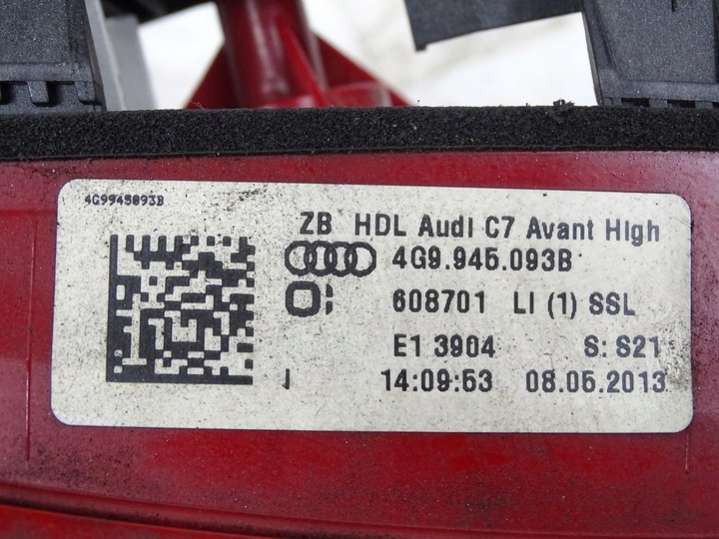 4G9945093B
ZB HDL Audi C7 Avant High
4G9.945.093B
608701 LI (1) SSL
E1 3904 S: S21
14:09:53 08.05.2013